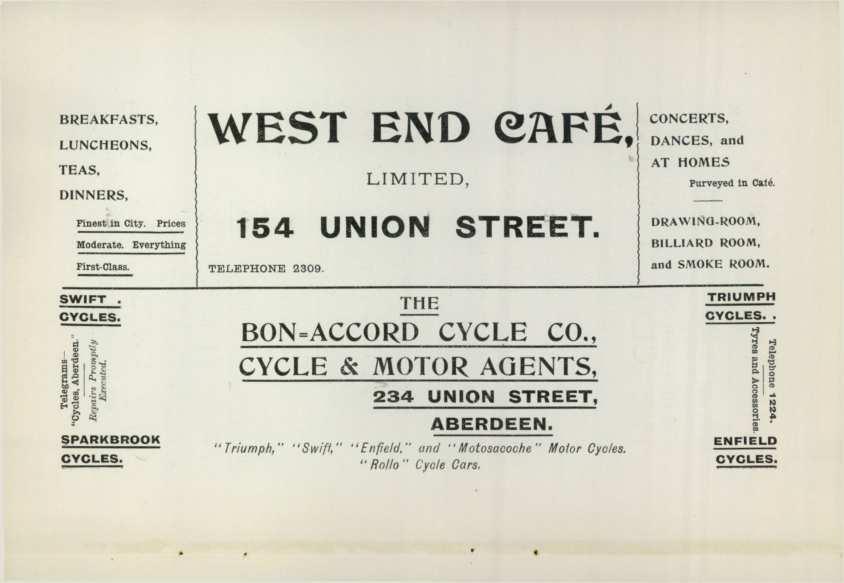 BREAKFASTS,
LUNCHEONS,
TEAS,
DINNERS,
Finest in City. Prices
Moderate. Everything
First-Class.
WEST END CAFÉ,
LIMITED,
154 UNION STREET.
TELEPHONE 2309.
CONCERTS,
DANCES, and
AT HOMES
Purveyed in Café.
DRAWING-ROOM,
BILLIARD ROOM,
and SMOKE ROOM.
SWIFT .
CYCLES.
Telegrams—
"Cycles, Aberdeen."
Repairs Promptly
Executed.
SPARKBROOK
CYCLES.
THE
BON=ACCORD CYCLE CO.,
CYCLE & MOTOR AGENTS,
234 UNION STREET,
ABERDEEN.
"Triumph," "Swift," "Enfield," and "Motosacoche" Motor Cycles.
"Rollo" Cycle Cars.
TRIUMPH
CYCLES. .
Telephone 1224.
Tyres and Accessories.
ENFIELD
CYCLES.